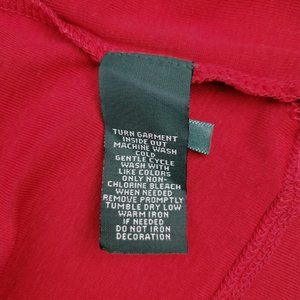 TURN GARMENT
INSIDE OUT
MACHINE WASH
COLD
GENTLE CYCLE
WASH WITH
LIKE COLORS
ONLY NON-
CHLORINE BLEACH
WHEN NEEDED
REMOVE PROMPTLY
TUMBLE DRY LOW
WARM IRON
IF NEEDED
DO NOT IRON
DECORATION